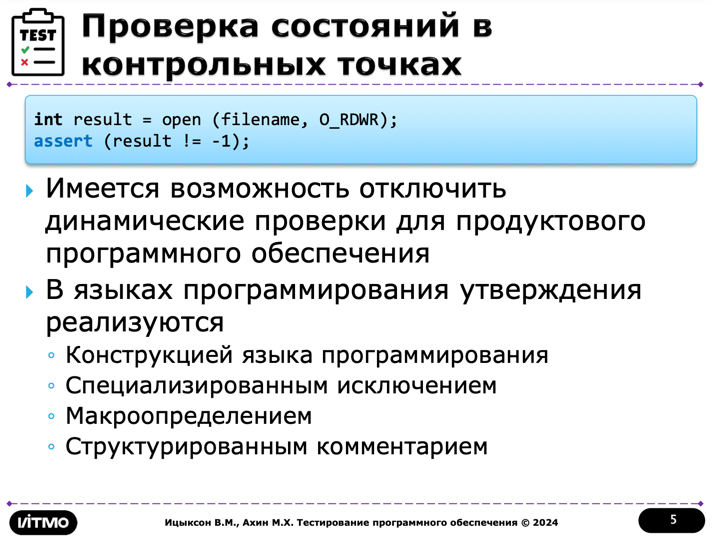 TEST
Проверка состояний в
контрольных точках
int result = open (filename, O_RDWR);
assert (result != -1);
Имеется возможность отключить
динамические проверки для продуктового
программного обеспечения
В языках программирования утверждения
реализуются
Конструкцией языка программирования
Специализированным исключением
Макроопределением
Структурированным комментарием
ИТМО
Ицыксон В.М., Ахин М.Х. Тестирование программного обеспечения © 2024
5